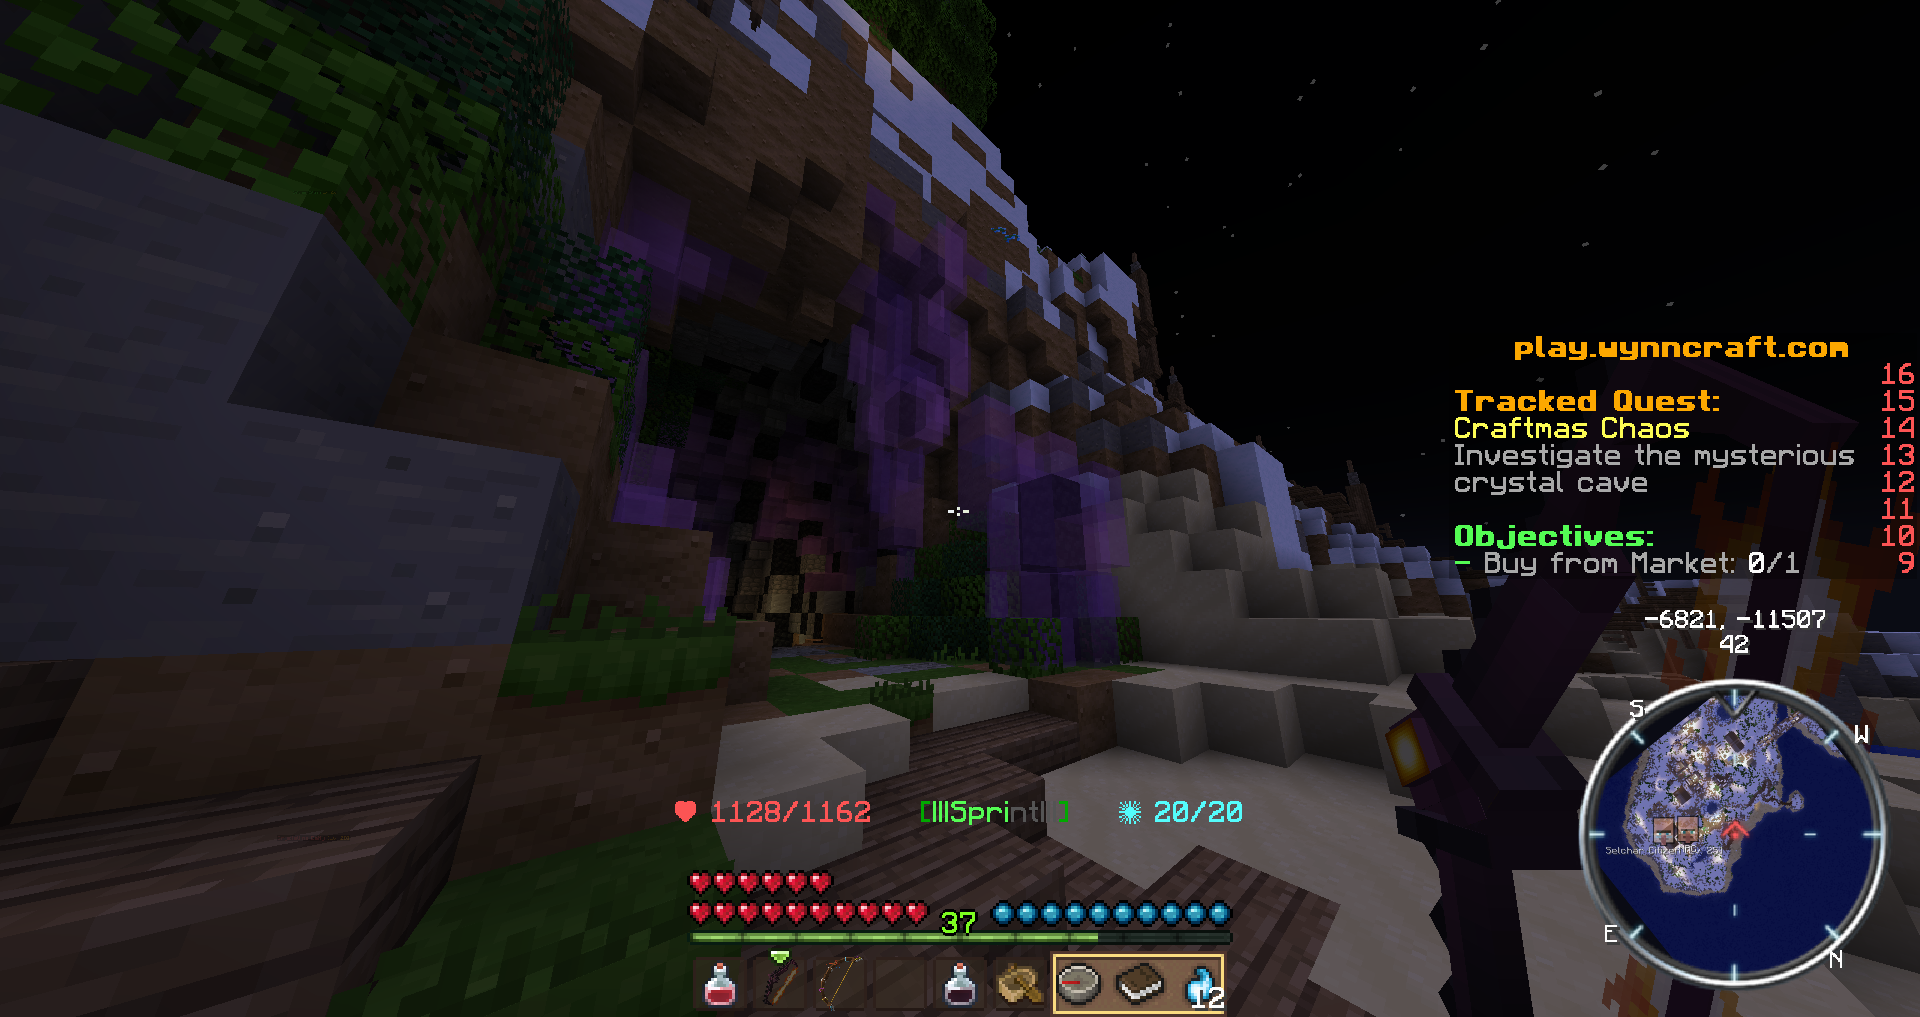 play.wynncraft.com
16
Tracked Quest: 15
Craftmas Chaos 14
Investigate the mysterious 13
crystal cave 12
11
Objectives: 10
- Buy from Market: 0/1 9
-6821, -11507
42
S
W
E
N
1128/1162 [|||Sprint|| ] 20/20
37
12